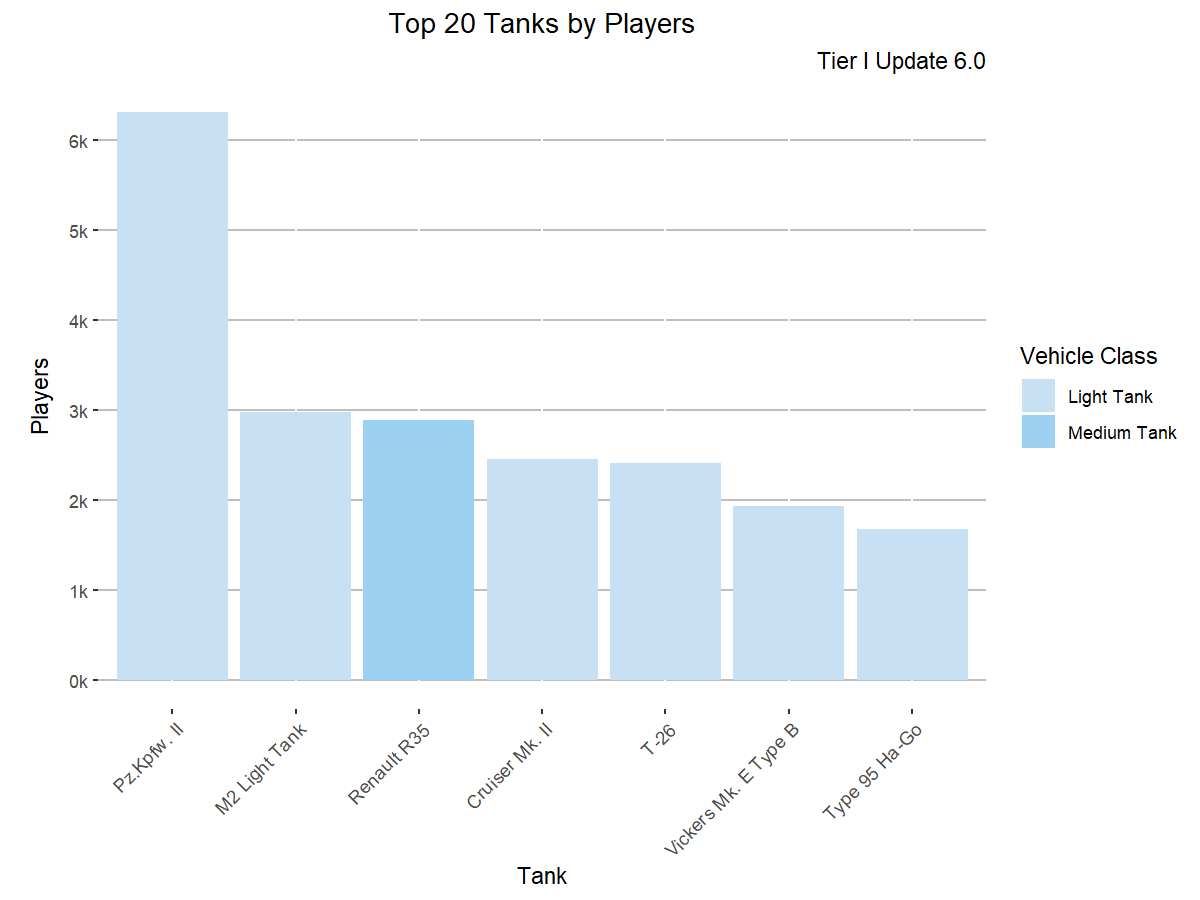 Top 20 Tanks by Players
Tier I Update 6.0
Players
6k
5k
4k
3k
2k
1k
0k
Pz.Kpfw. II
M2 Light Tank
Renault R35
Cruiser Mk. II
T-26
Vickers Mk. E Type B
Type 95 Ha-Go
Tank
Vehicle Class
Light Tank
Medium Tank